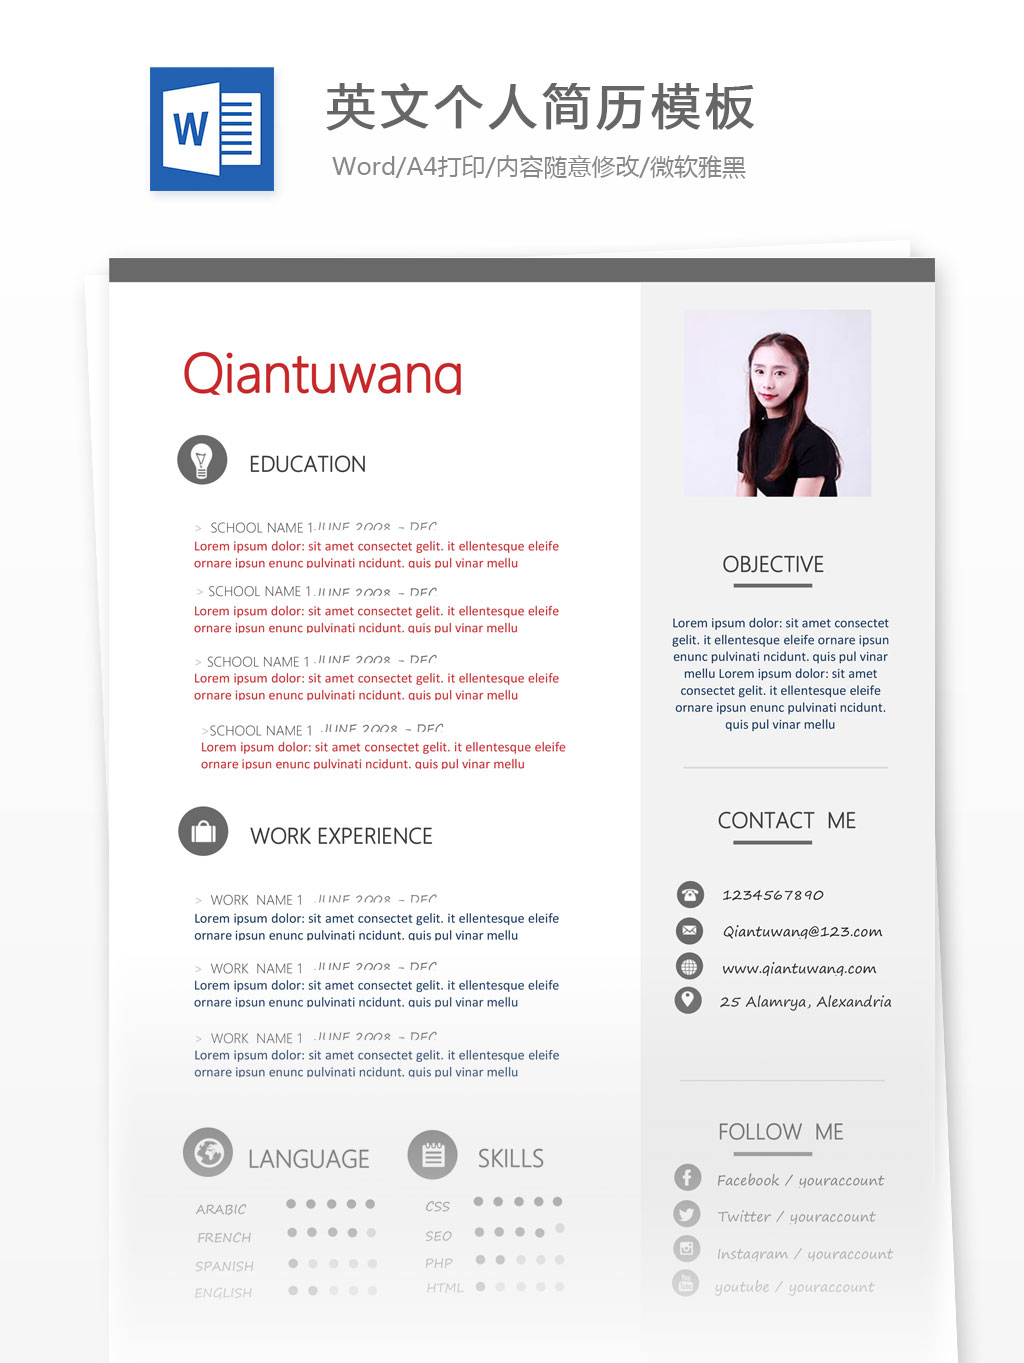 W
英文个人简历模板
Word/A4打印/内容随意修改/微软雅黑
Qiantuwang
EDUCATION
> SCHOOL NAME 1 JUNE 2008 - DEC
Lorem ipsum dolor: sit amet consectet gelit. it ellentesque eleife
ornare ipsun enunc pulvinati ncidunt. quis pul vinar mellu
> SCHOOL NAME 1 JUNE 2008 - DEC
Lorem ipsum dolor: sit amet consectet gelit. it ellentesque eleife
ornare ipsun enunc pulvinati ncidunt. quis pul vinar mellu
> SCHOOL NAME 1 JUNE 2008 - DEC
Lorem ipsum dolor: sit amet consectet gelit. it ellentesque eleife
ornare ipsun enunc pulvinati ncidunt. quis pul vinar mellu
>SCHOOL NAME 1 JUNE 2008 - DEC
Lorem ipsum dolor: sit amet consectet gelit. it ellentesque eleife
ornare ipsun enunc pulvinati ncidunt. quis pul vinar mellu
WORK EXPERIENCE
> WORK NAME 1 JUNE 2008 - DEC
Lorem ipsum dolor: sit amet consectet gelit. it ellentesque eleife
ornare ipsun enunc pulvinati ncidunt. quis pul vinar mellu
> WORK NAME 1 JUNE 2008 - DEC
Lorem ipsum dolor: sit amet consectet gelit. it ellentesque eleife
ornare ipsun enunc pulvinati ncidunt. quis pul vinar mellu
> WORK NAME 1 JUNE 2008 - DEC
Lorem ipsum dolor: sit amet consectet gelit. it ellentesque eleife
ornare ipsun enunc pulvinati ncidunt. quis pul vinar mellu
LANGUAGE
ARABIC
FRENCH
SPANISH
ENGLISH
SKILLS
CSS
SEO
PHP
HTML
OBJECTIVE
Lorem ipsum dolor: sit amet consectet
gelit. it ellentesque eleife ornare ipsun
enunc pulvinati ncidunt. quis pul vinar
mellu Lorem ipsum dolor: sit amet
consectet gelit. it ellentesque eleife
ornare ipsun enunc pulvinati ncidunt.
quis pul vinar mellu
CONTACT ME
1234567890
Qiantuwang@123.com
www.qiantuwang.com
25 Alamrya, Alexandria
FOLLOW ME
Facebook / youraccount
Twitter / youraccount
Instagram / youraccount
youtube / youraccount